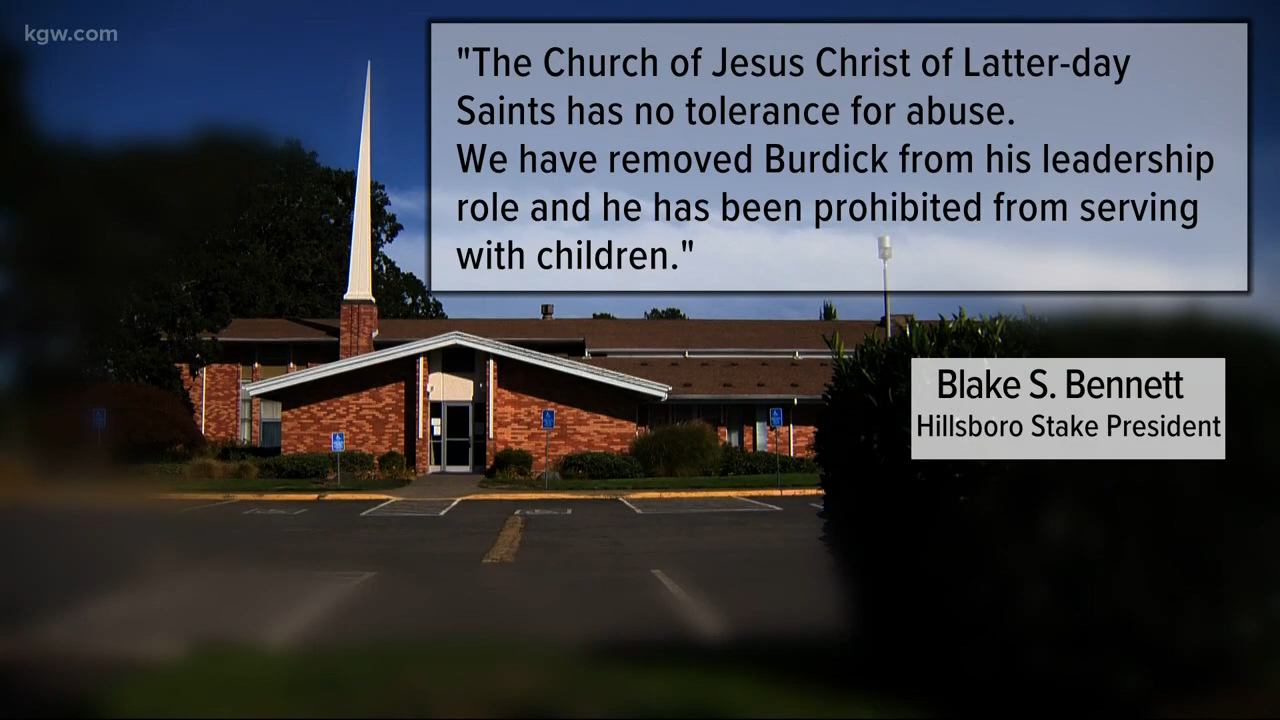 kgw.com
"The Church of Jesus Christ of Latter-day
Saints has no tolerance for abuse.
We have removed Burdick from his leadership
role and he has been prohibited from serving
with children."
Blake S. Bennett
Hillsboro Stake President